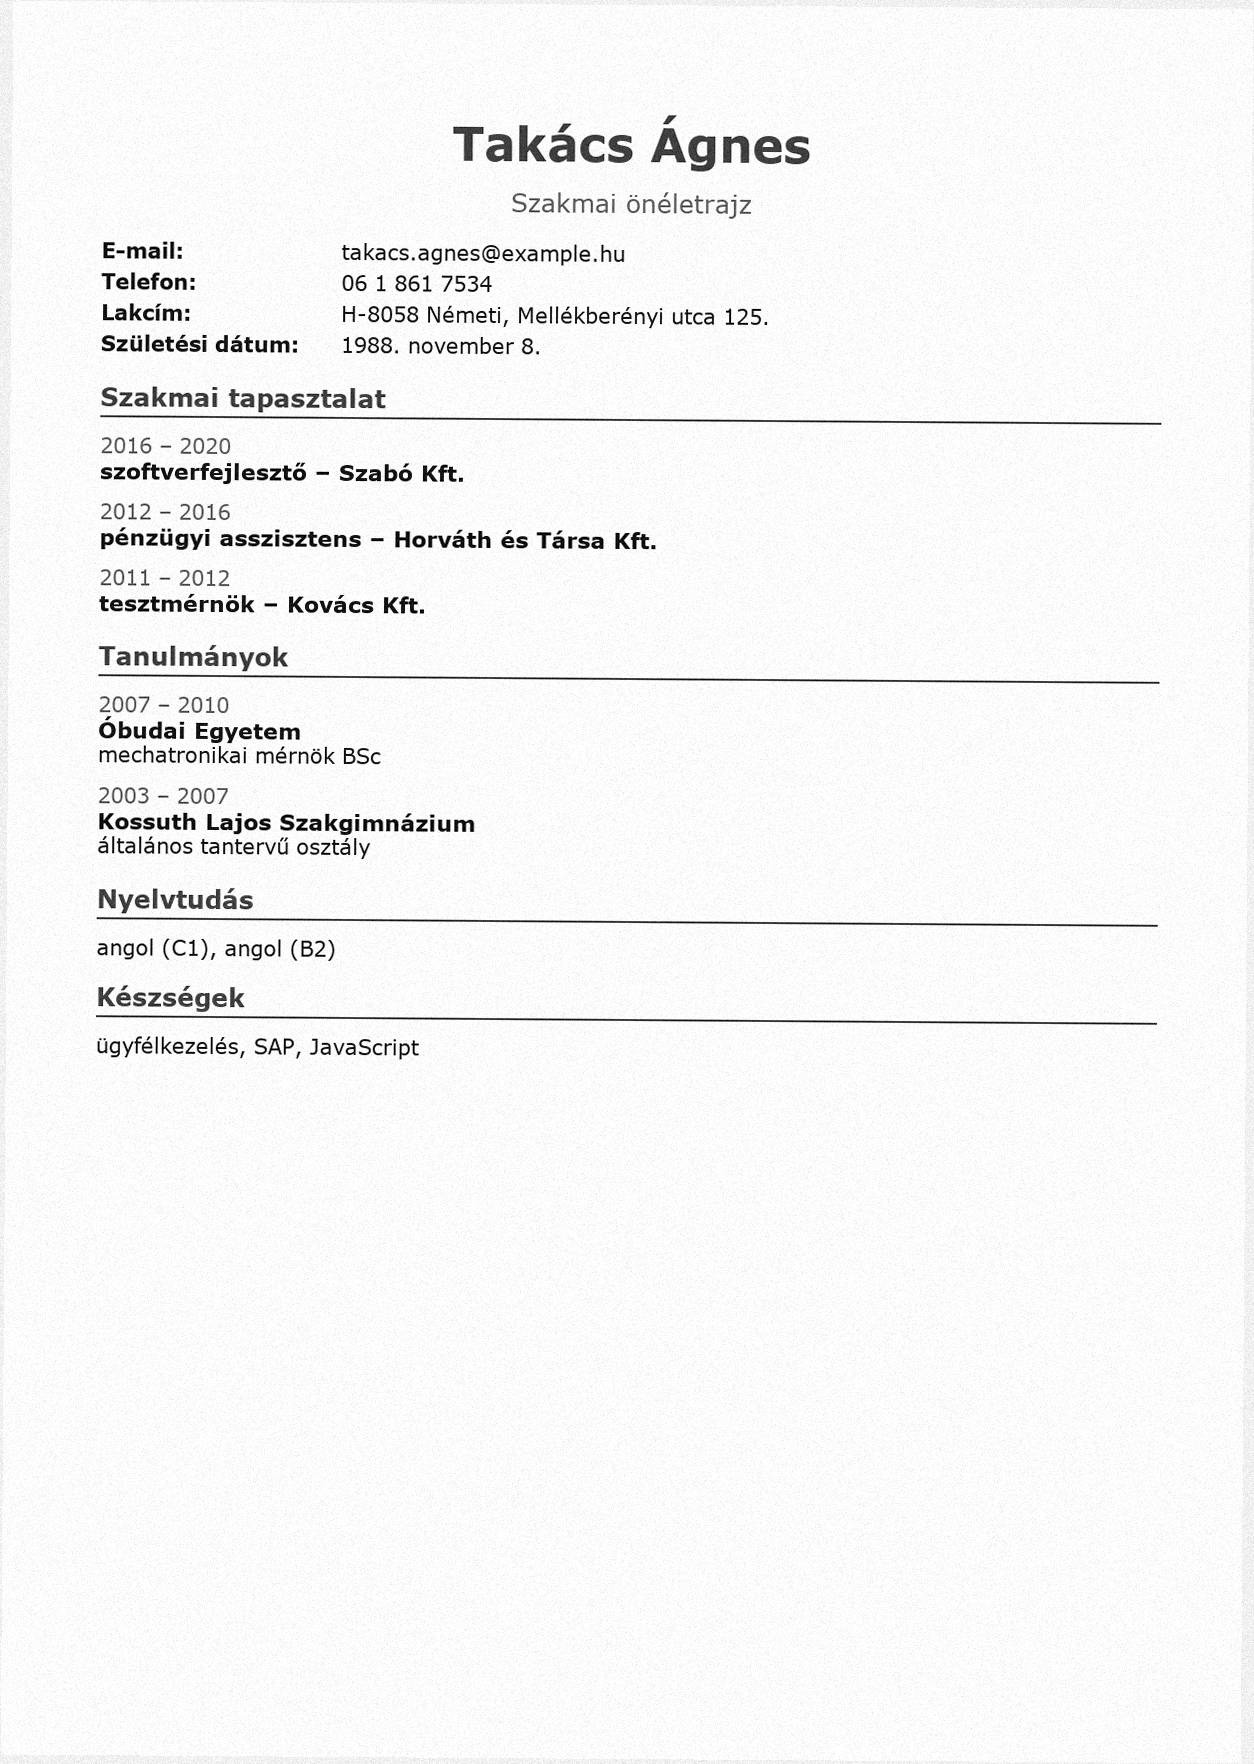 Takács Ágnes
Szakmai önéletrajz
E-mail: takacs.agnes@example.hu
Telefon: 06 1 861 7534
Lakcím: H-8058 Németi, Mellékberényi utca 125.
Születési dátum: 1988. november 8.
Szakmai tapasztalat
2016 – 2020
szoftverfejlesztő – Szabó Kft.
2012 – 2016
pénzügyi asszisztens – Horváth és Társa Kft.
2011 – 2012
tesztmérnök – Kovács Kft.
Tanulmányok
2007 – 2010
Óbudai Egyetem
mechatronikai mérnök BSc
2003 – 2007
Kossuth Lajos Szakgimnázium
általános tantervű osztály
Nyelvtudás
angol (C1), angol (B2)
Készségek
ügyfélkezelés, SAP, JavaScript